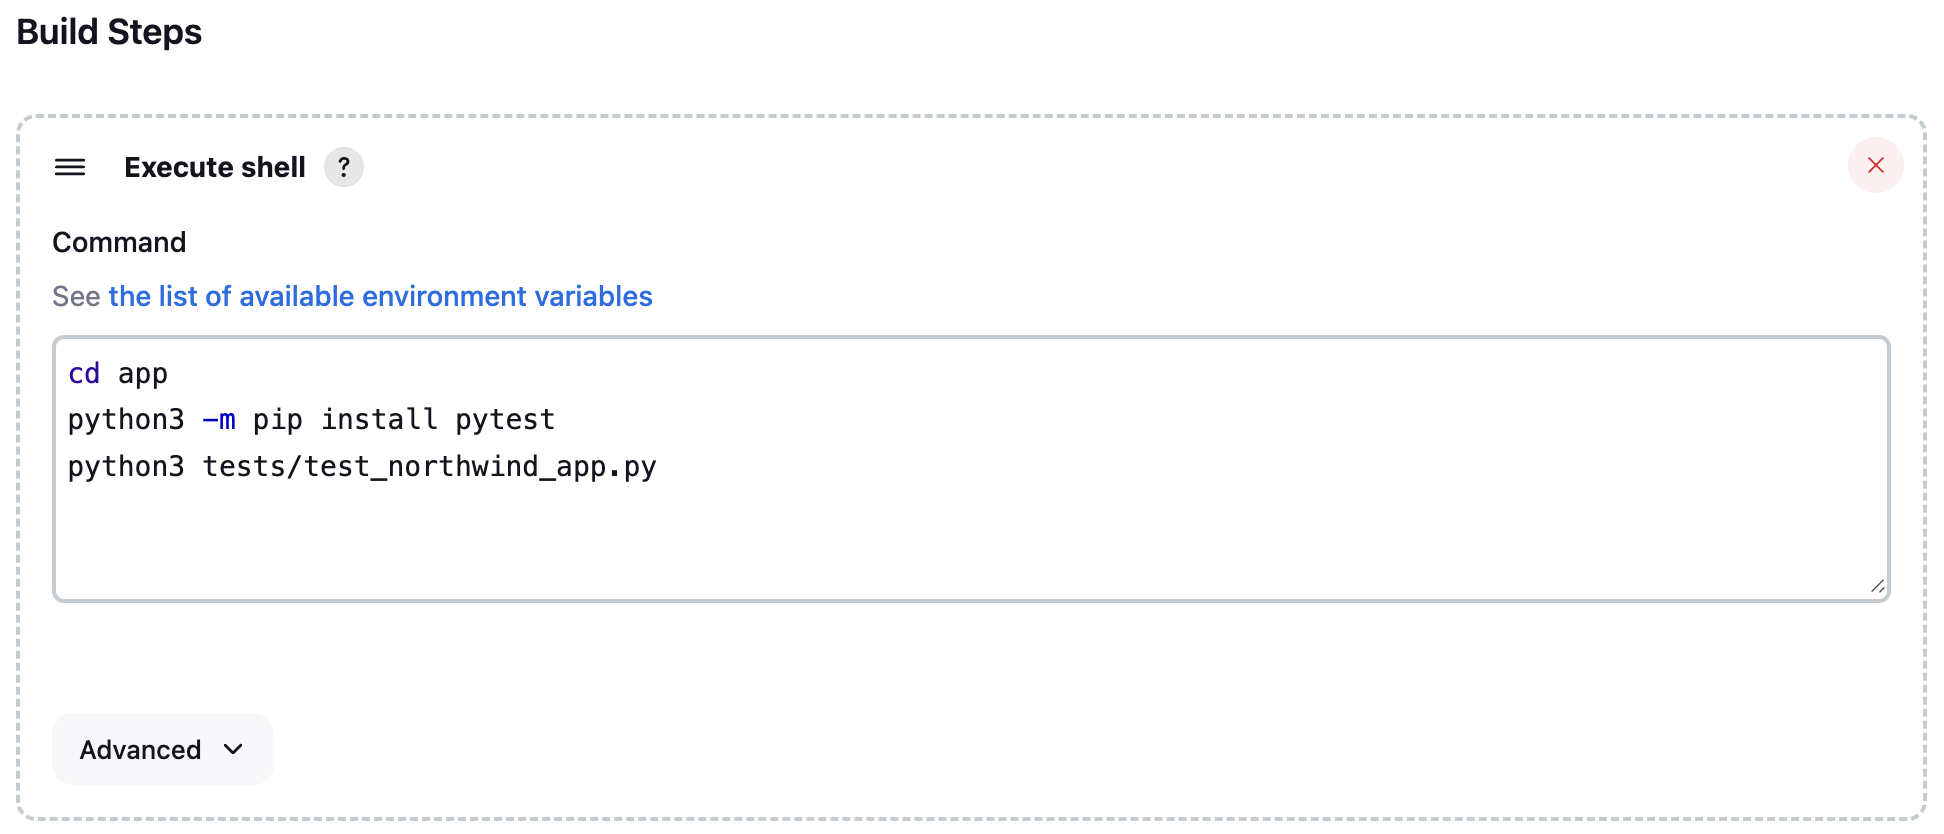 Build Steps
Execute shell ?
Command
See the list of available environment variables
cd app
python3 -m pip install pytest
python3 tests/test_northwind_app.py
Advanced